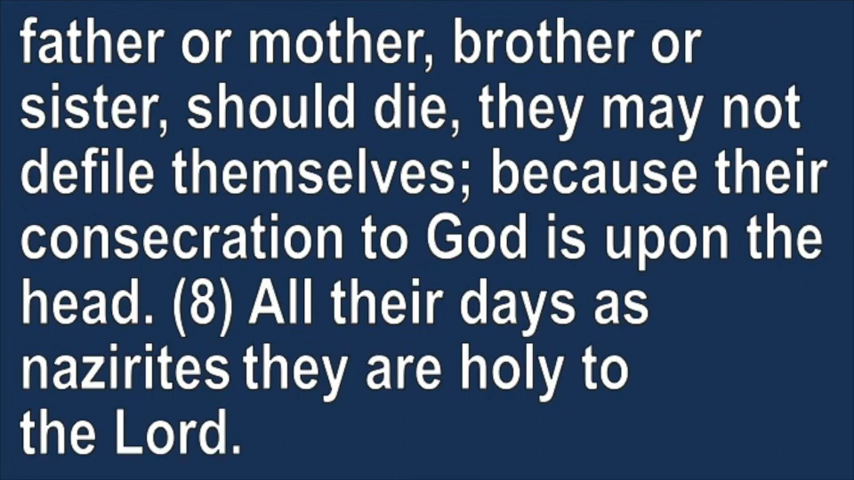 father or mother, brother or
sister, should die, they may not
defile themselves; because their
consecration to God is upon the
head. (8) All their days as
nazirites they are holy to
the Lord.